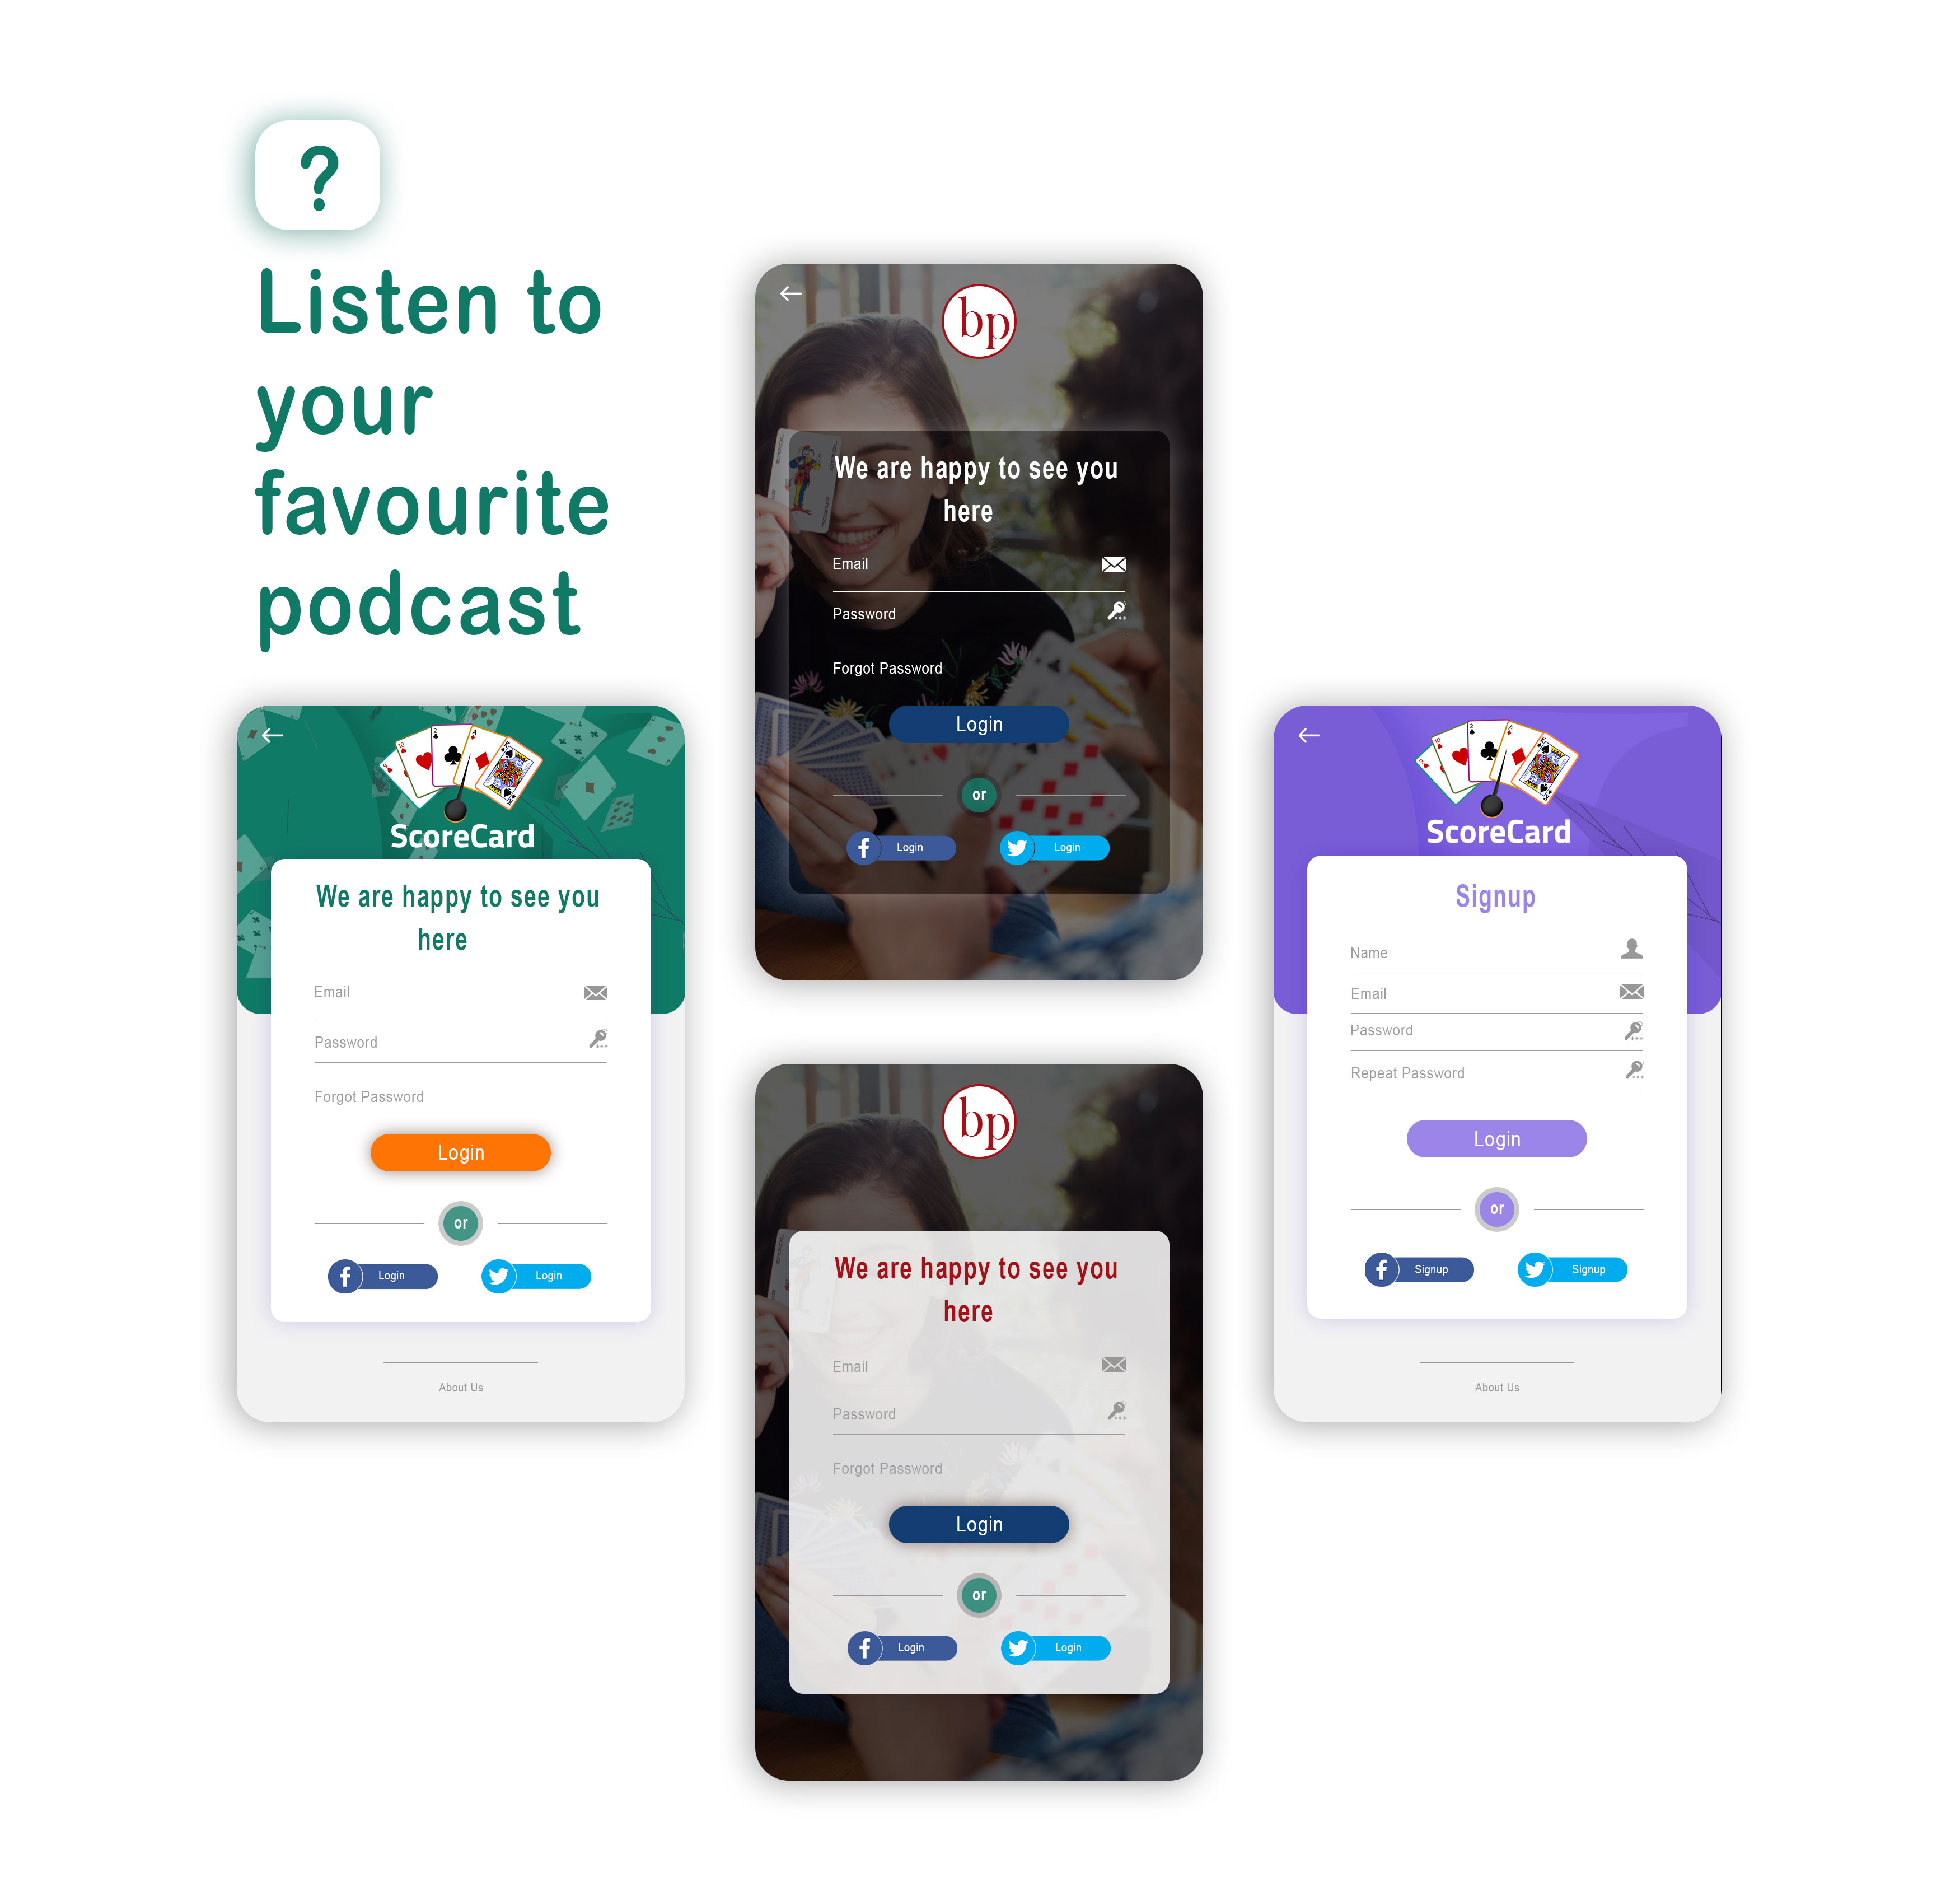 ?
Listen to
your
favourite
podcast
bp
We are happy to see you
here
Email
Password
Forgot Password
Login
or
Login
Login
ScoreCard
We are happy to see you
here
Email
Password
Forgot Password
Login
or
Login
Login
About Us
ScoreCard
Signup
Name
Email
Password
Repeat Password
Login
or
Signup
Signup
About Us
bp
We are happy to see you
here
Email
Password
Forgot Password
Login
or
Login
Login